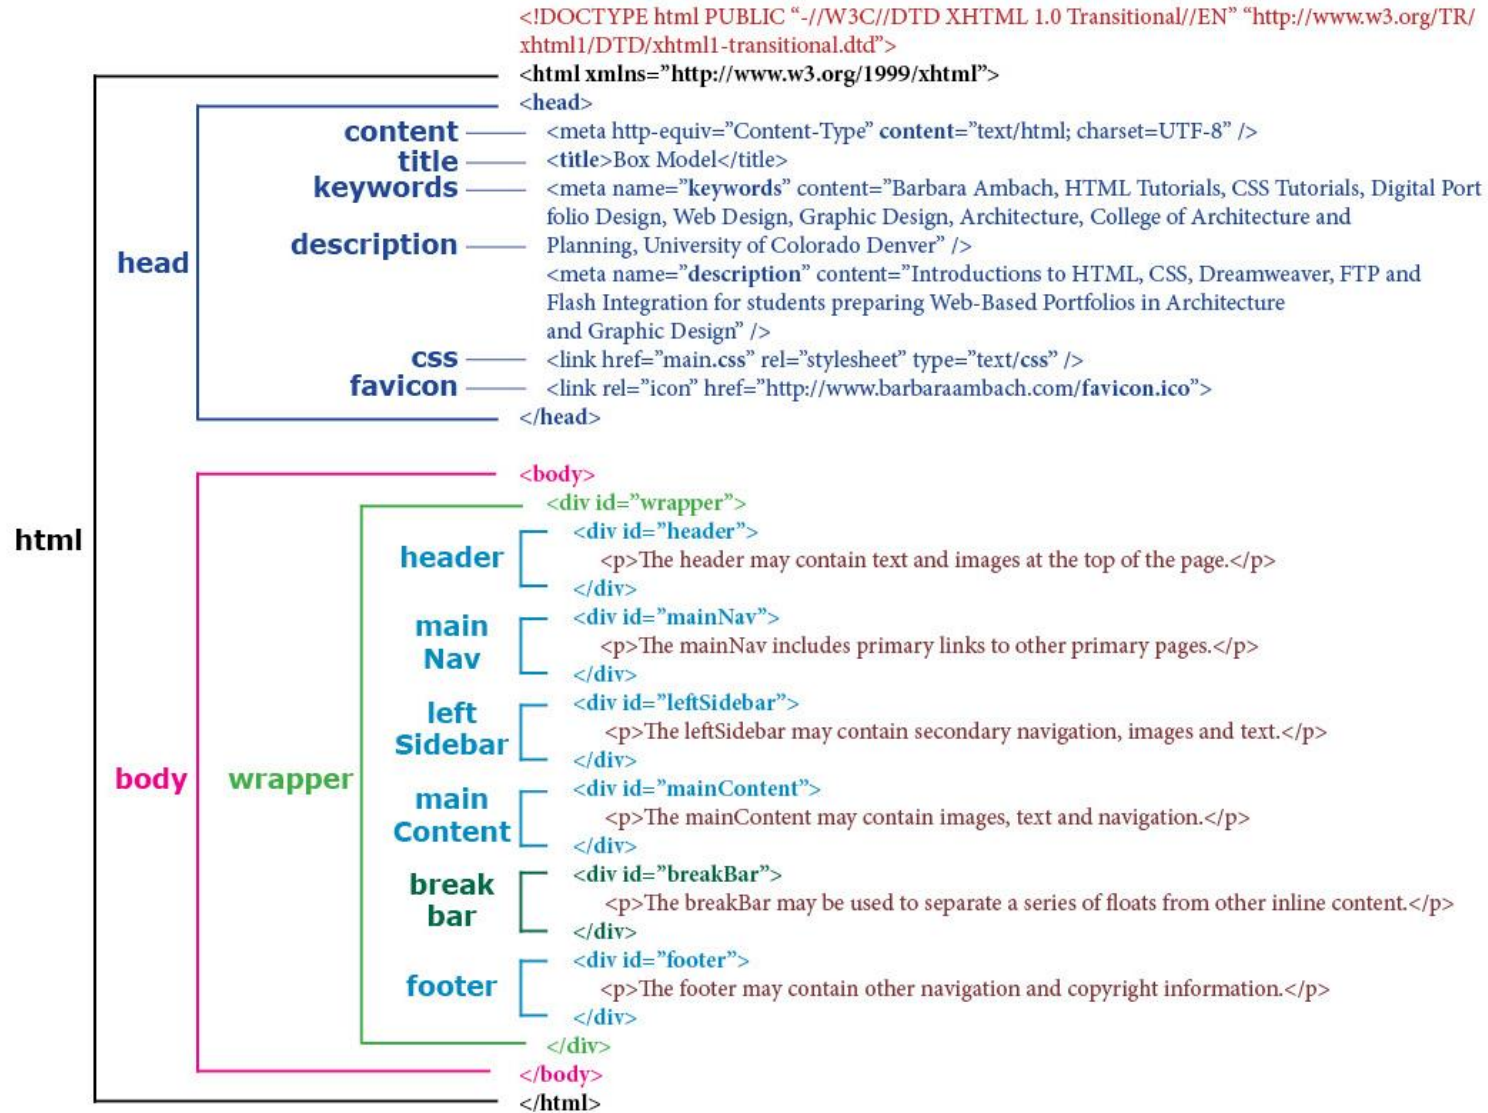 <!DOCTYPE html PUBLIC “-//W3C//DTD XHTML 1.0 Transitional//EN” “http://www.w3.org/TR/
xhtml1/DTD/xhtml1-transitional.dtd”>
<html xmlns=”http://www.w3.org/1999/xhtml”>
<head>
content <meta http-equiv=”Content-Type” content=”text/html; charset=UTF-8” />
title <title>Box Model</title>
keywords <meta name=”keywords” content=”Barbara Ambach, HTML Tutorials, CSS Tutorials, Digital Port
folio Design, Web Design, Graphic Design, Architecture, College of Architecture and
description Planning, University of Colorado Denver” />
head
<meta name=”description” content=”Introductions to HTML, CSS, Dreamweaver, FTP and
Flash Integration for students preparing Web-Based Portfolios in Architecture
and Graphic Design” />
css <link href=”main.css” rel=”stylesheet” type=”text/css” />
favicon <link rel=”icon” href=”http://www.barbaraambach.com/favicon.ico”>
</head>
<body>
<div id=”wrapper”>
html
<div id=”header”>
header <p>The header may contain text and images at the top of the page.</p>
</div>
main
Nav
<div id=”mainNav”>
<p>The mainNav includes primary links to other primary pages.</p>
</div>
left
Sidebar
<div id=”leftSidebar”>
<p>The leftSidebar may contain secondary navigation, images and text.</p>
</div>
body
wrapper
main
Content
<div id=”mainContent”>
<p>The mainContent may contain images, text and navigation.</p>
</div>
break
bar
<div id=”breakBar”>
<p>The breakBar may be used to separate a series of floats from other inline content.</p>
</div>
<div id=”footer”>
footer <p>The footer may contain other navigation and copyright information.</p>
</div>
</div>
</body>
</html>